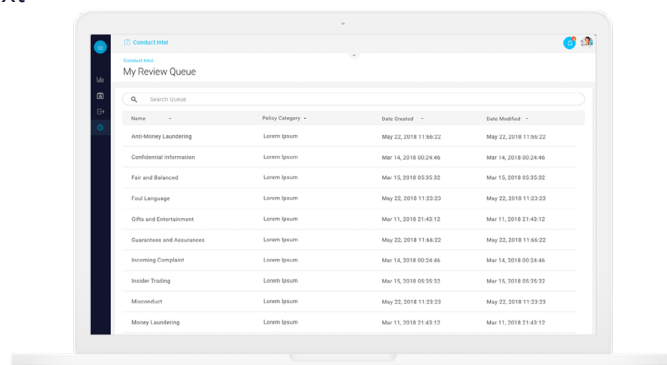 Conduct Intel
Conduct Intel
My Review Queue
Search Queue
Name Policy Category Date Created Date Modified
Anti-Money Laundering Lorem Ipsum May 22, 2018 11:66:22 May 22, 2018 11:66:22
Confidential Information Lorem Ipsum Mar 14, 2018 00:24:46 Mar 14, 2018 00:24:46
Fair and Balanced Lorem Ipsum Mar 15, 2018 05:35:32 Mar 15, 2018 05:35:32
Foul Language Lorem Ipsum May 22, 2018 11:23:23 May 22, 2018 11:23:23
Gifts and Entertainment Lorem Ipsum Mar 11, 2018 21:43:12 Mar 11, 2018 21:43:12
Guarantees and Assurances Lorem Ipsum May 22, 2018 11:66:22 May 22, 2018 11:66:22
Incoming Complaint Lorem Ipsum Mar 14, 2018 00:24:46 Mar 14, 2018 00:24:46
Insider Trading Lorem Ipsum Mar 15, 2018 05:35:32 Mar 15, 2018 05:35:32
Misconduct Lorem Ipsum May 22, 2018 11:23:23 May 22, 2018 11:23:23
Money Laundering Lorem Ipsum Mar 11, 2018 21:43:12 Mar 11, 2018 21:43:12